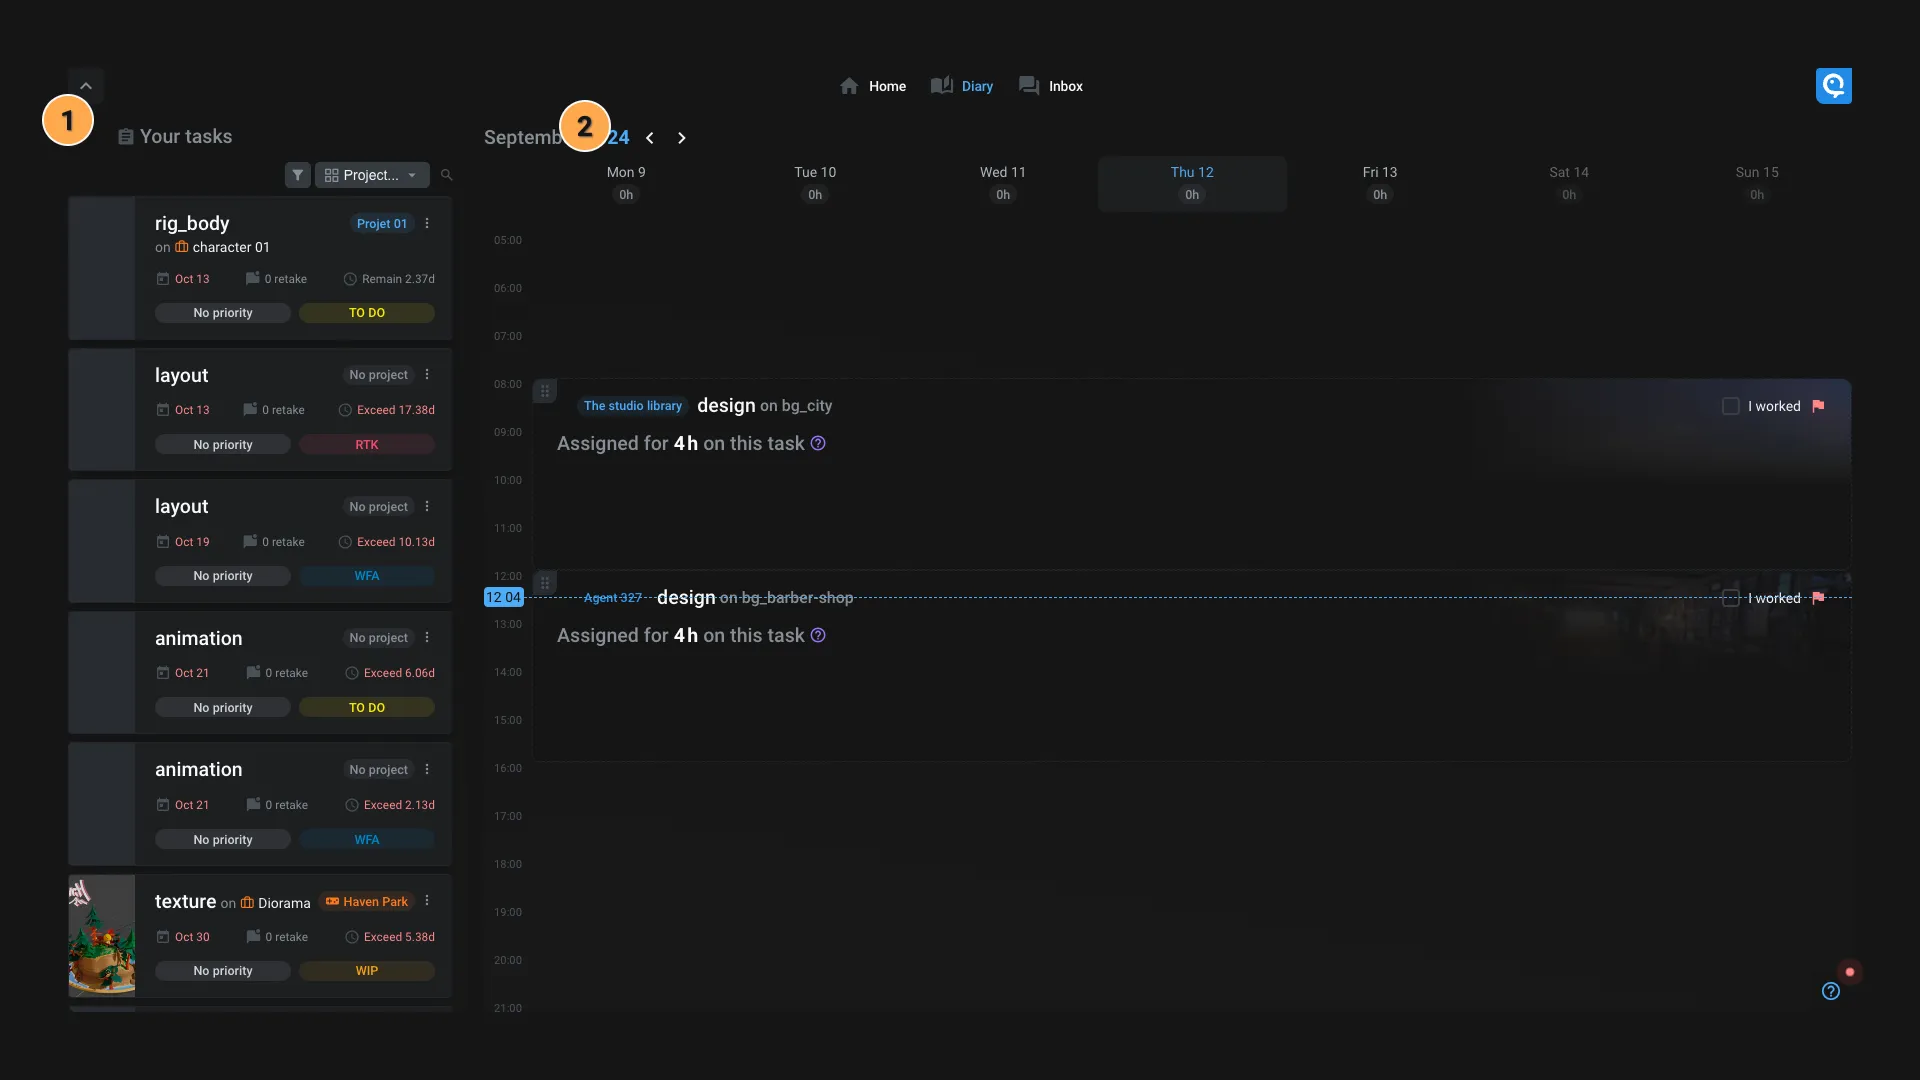 Home
Diary
Inbox
1
Your tasks
Project...
rig_body
Projet 01
on character 01
Oct 13
0 retake
Remain 2.37d
No priority
TO DO
layout
No project
Oct 13
0 retake
Exceed 17.38d
No priority
RTK
layout
No project
Oct 19
0 retake
Exceed 10.13d
No priority
WFA
animation
No project
Oct 21
0 retake
Exceed 6.06d
No priority
TO DO
animation
No project
Oct 21
0 retake
Exceed 2.13d
No priority
WFA
texture on Diorama
Haven Park
Oct 30
0 retake
Exceed 5.38d
No priority
WIP
2
Septemb 24
Mon 9
0h
Tue 10
0h
Wed 11
0h
Thu 12
0h
Fri 13
0h
Sat 14
0h
Sun 15
0h
05:00
06:00
07:00
08:00
The studio library design on bg_city
I worked
09:00
Assigned for 4h on this task
10:00
11:00
12:00
12 04
Agent 327 design on bg_barber-shop
I worked
13:00
Assigned for 4h on this task
14:00
15:00
16:00
17:00
18:00
19:00
20:00
21:00